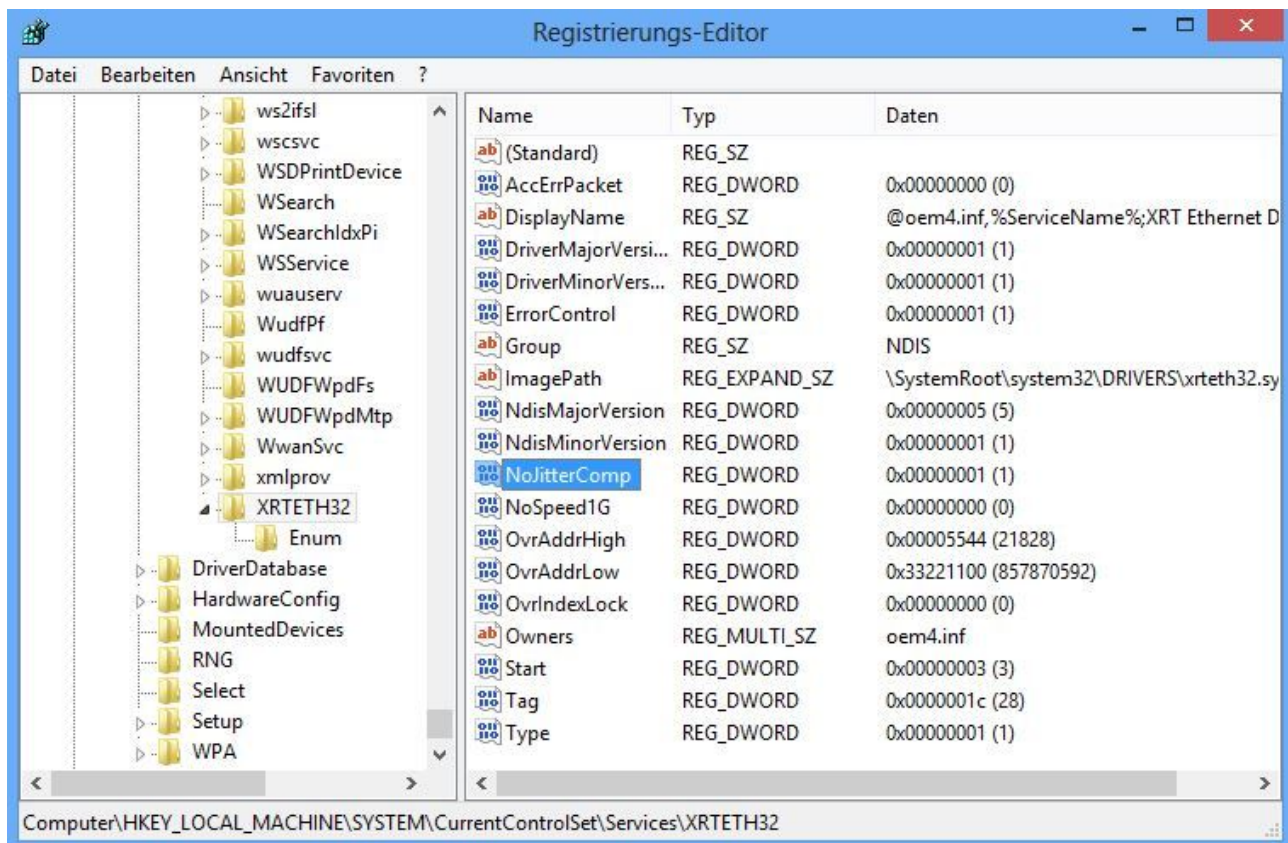 Registrierungs-Editor
Datei Bearbeiten Ansicht Favoriten ?
ws2ifsl
wscsvc
WSDPrintDevice
WSearch
WSearchIdxPi
WSService
wuauserv
WudfPf
wudfsvc
WUDFWpdFs
WUDFWpdMtp
WwanSvc
xmlprov
XRTETH32
Enum
DriverDatabase
HardwareConfig
MountedDevices
RNG
Select
Setup
WPA
Name Typ Daten
(Standard) REG_SZ
AccErrPacket REG_DWORD 0x00000000 (0)
DisplayName REG_SZ @oem4.inf,%ServiceName%;XRT Ethernet D
DriverMajorVersi... REG_DWORD 0x00000001 (1)
DriverMinorVers... REG_DWORD 0x00000001 (1)
ErrorControl REG_DWORD 0x00000001 (1)
Group REG_SZ NDIS
ImagePath REG_EXPAND_SZ \SystemRoot\system32\DRIVERS\xrteth32.sy
NdisMajorVersion REG_DWORD 0x00000005 (5)
NdisMinorVersion REG_DWORD 0x00000001 (1)
NoJitterComp REG_DWORD 0x00000001 (1)
NoSpeed1G REG_DWORD 0x00000000 (0)
OvrAddrHigh REG_DWORD 0x00005544 (21828)
OvrAddrLow REG_DWORD 0x33221100 (857870592)
OvrIndexLock REG_DWORD 0x00000000 (0)
Owners REG_MULTI_SZ oem4.inf
Start REG_DWORD 0x00000003 (3)
Tag REG_DWORD 0x0000001c (28)
Type REG_DWORD 0x00000001 (1)
Computer\HKEY_LOCAL_MACHINE\SYSTEM\CurrentControlSet\Services\XRTETH32